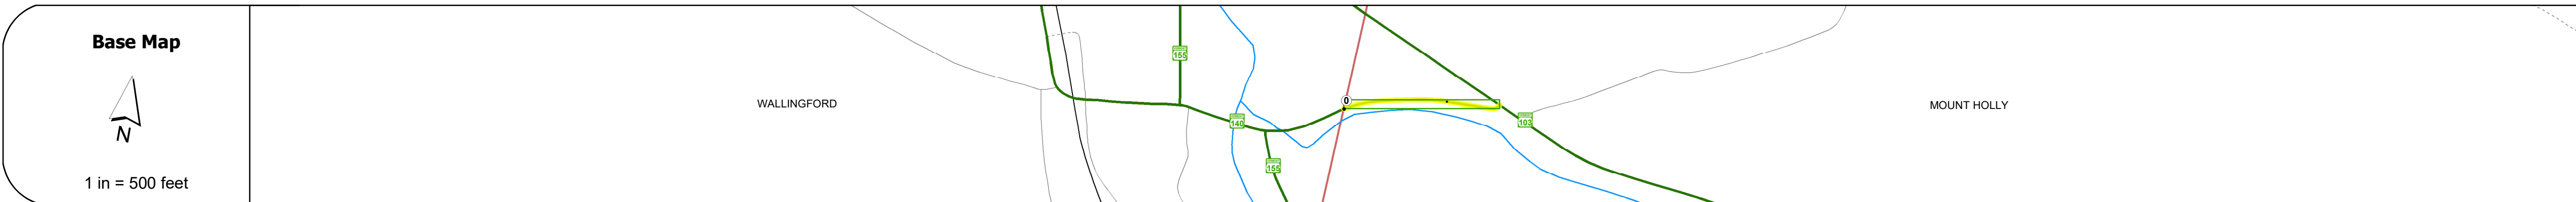 Base Map
N
1 in = 500 feet
WALLINGFORD
155
140
155
0
103
MOUNT HOLLY